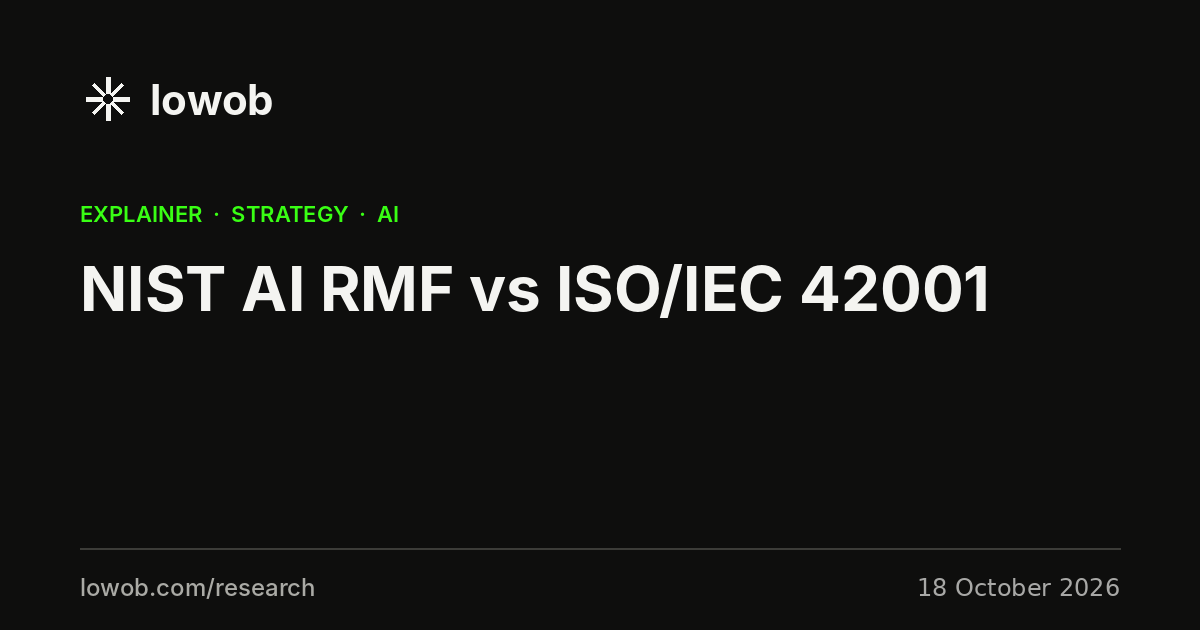 lowob
EXPLAINER · STRATEGY · AI
NIST AI RMF vs ISO/IEC 42001
lowob.com/research
18 October 2026